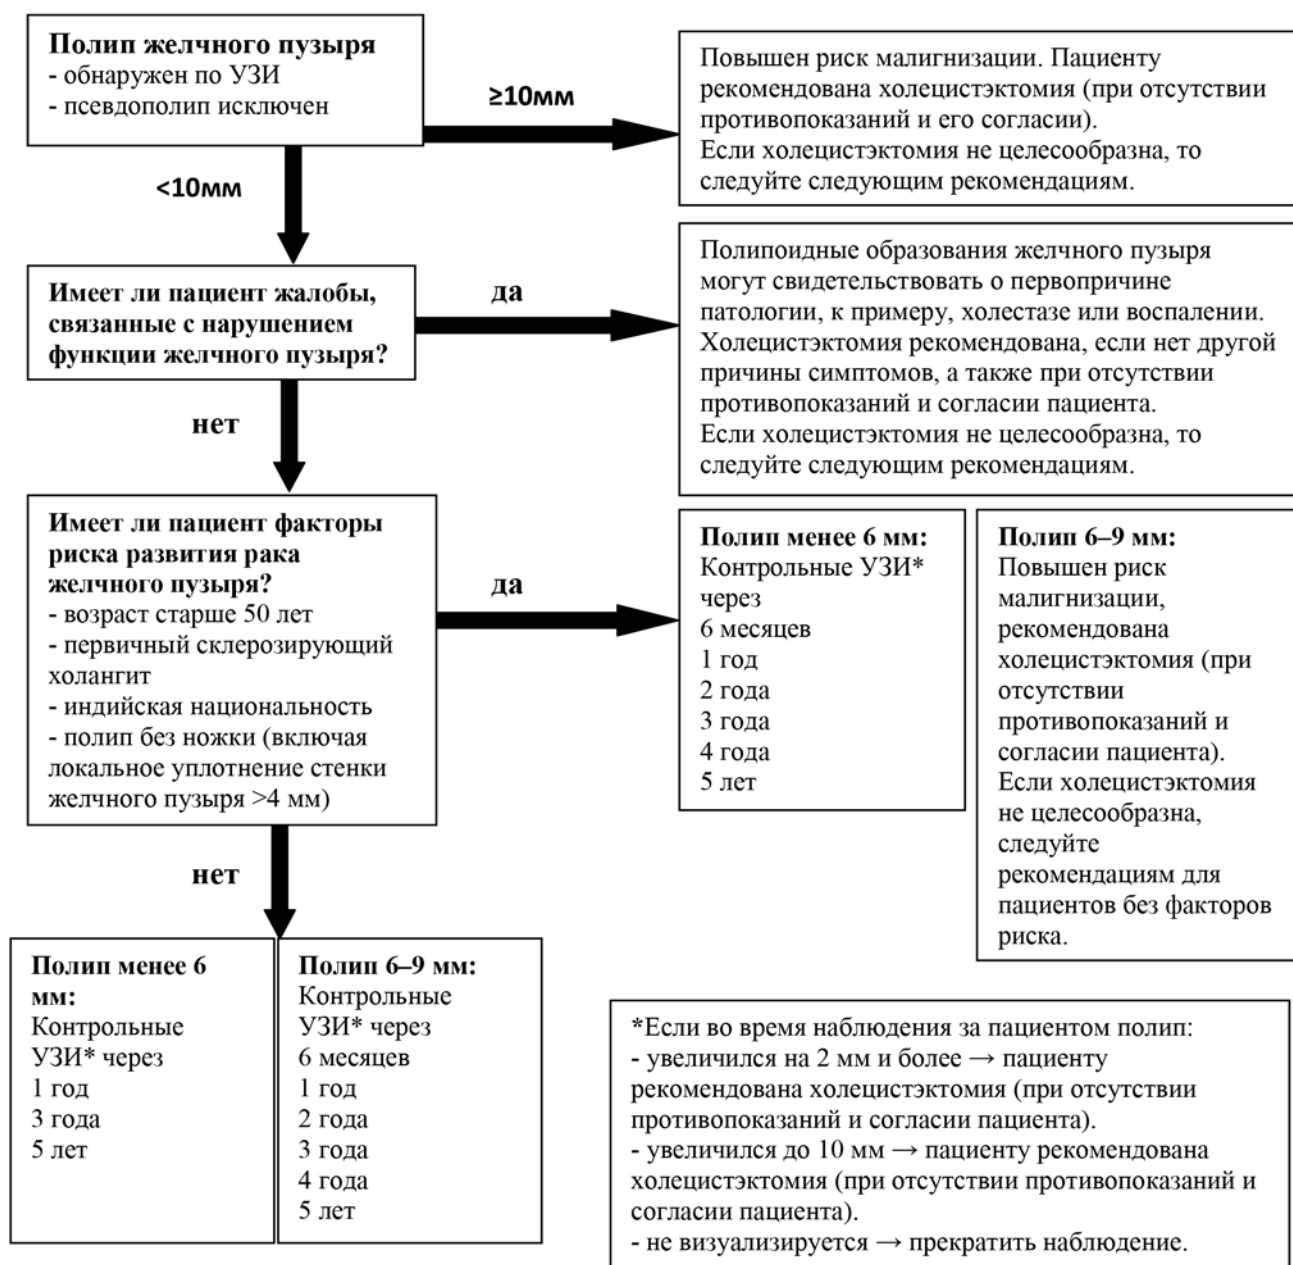 Полип желчного пузыря
- обнаружен по УЗИ
- псевдополип исключен
≥10мм
Повышен риск малигнизации. Пациенту
рекомендована холецистэктомия (при отсутствии
противопоказаний и его согласии).
Если холецистэктомия не целесообразна, то
следуйте следующим рекомендациям.
<10мм
Имеет ли пациент жалобы,
связанные с нарушением
функции желчного пузыря?
да
Полипоидные образования желчного пузыря
могут свидетельствовать о первопричине
патологии, к примеру, холестазе или воспалении.
Холецистэктомия рекомендована, если нет другой
причины симптомов, а также при отсутствии
противопоказаний и согласии пациента.
Если холецистэктомия не целесообразна, то
следуйте следующим рекомендациям.
нет
Имеет ли пациент факторы
риска развития рака
желчного пузыря?
- возраст старше 50 лет
- первичный склерозирующий
холангит
- индийская национальность
- полип без ножки (включая
локальное уплотнение стенки
желчного пузыря >4 мм)
да
Полип менее 6 мм:
Контрольные УЗИ*
через
6 месяцев
1 год
2 года
3 года
4 года
5 лет
Полип 6–9 мм:
Повышен риск
малигнизации,
рекомендована
холецистэктомия (при
отсутствии
противопоказаний и
согласии пациента).
Если холецистэктомия
не целесообразна,
следуйте
рекомендациям для
пациентов без факторов
риска.
нет
Полип менее 6
мм:
Контрольные
УЗИ* через
1 год
3 года
5 лет
Полип 6–9 мм:
Контрольные
УЗИ* через
6 месяцев
1 год
2 года
3 года
4 года
5 лет
*Если во время наблюдения за пациентом полип:
- увеличился на 2 мм и более → пациенту
рекомендована холецистэктомия (при отсутствии
противопоказаний и согласии пациента).
- увеличился до 10 мм → пациенту рекомендована
холецистэктомия (при отсутствии противопоказаний и
согласии пациента).
- не визуализируется → прекратить наблюдение.